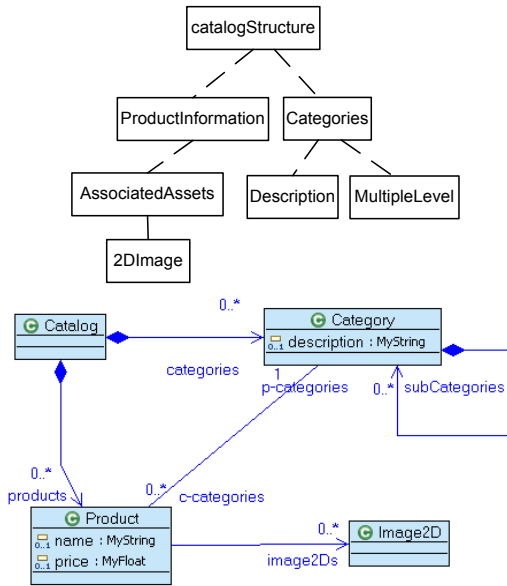 catalogStructure
ProductInformation
Categories
AssociatedAssets
Description
MultipleLevel
2DImage
0..*
C Catalog
C Category
0..1 description : MyString
categories
1
p-categories
0..*
subCategories
0..*
products
0..*
c-categories
C Product
0..1 name : MyString
0..1 price : MyFloat
0..*
image2Ds
C Image2D